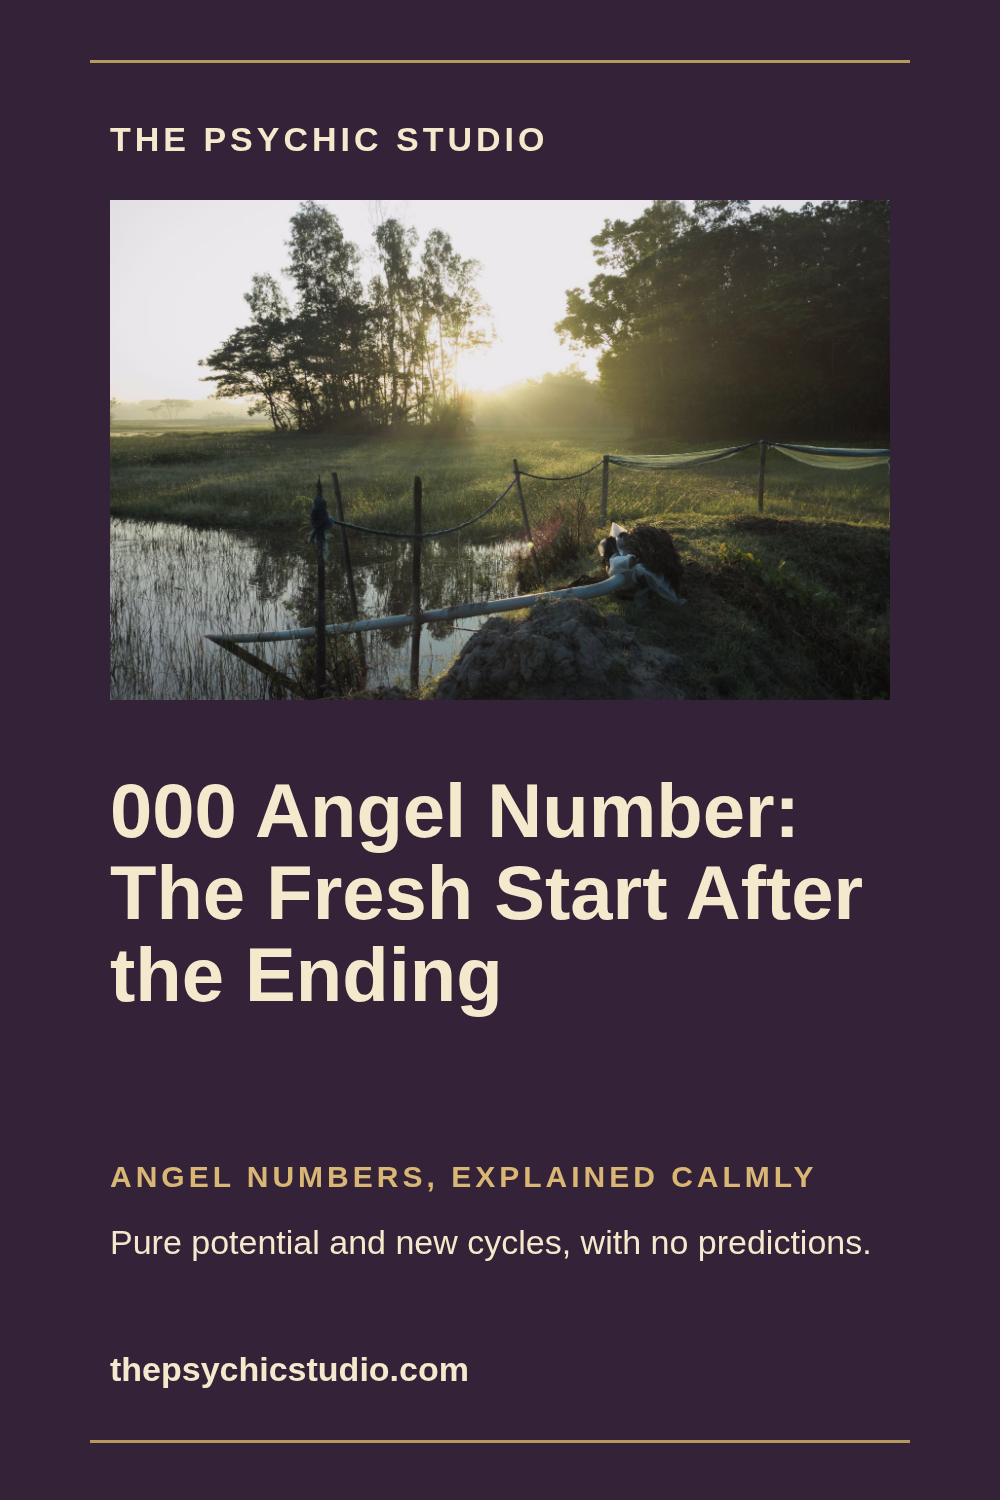 THE PSYCHIC STUDIO
000 Angel Number:
The Fresh Start After
the Ending
ANGEL NUMBERS, EXPLAINED CALMLY
Pure potential and new cycles, with no predictions.
thepsychicstudio.com